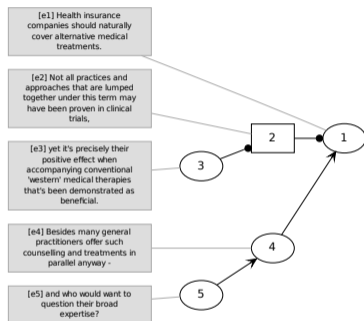 [e1] Health insurance
companies should naturally
cover alternative medical
treatments.
[e2] Not all practices and
approaches that are lumped
together under this term may
have been proven in clinical
trials,
[e3] yet it's precisely their
positive effect when
accompanying conventional
'western' medical therapies
that's been demonstrated as
beneficial.
[e4] Besides many general
practitioners offer such
counselling and treatments in
parallel anyway -
[e5] and who would want to
question their broad
expertise?
1
2
3
4
5